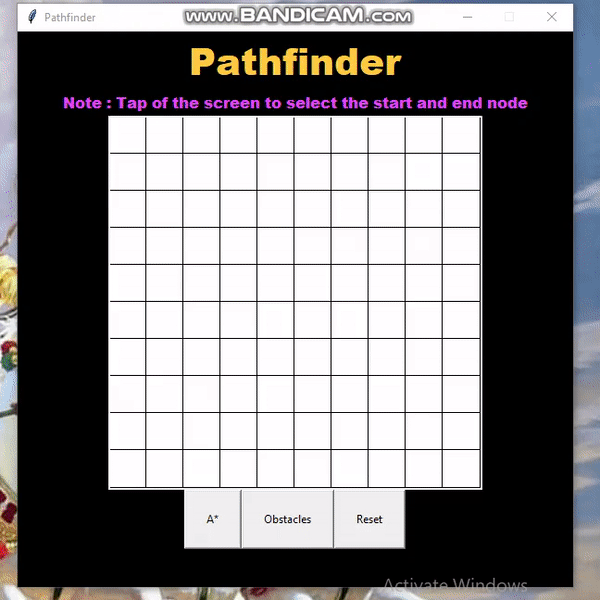 Pathfinder
www.BANDICAM.com
Pathfinder
Note : Tap of the screen to select the start and end node
A*
Obstacles
Reset
Activate Windows